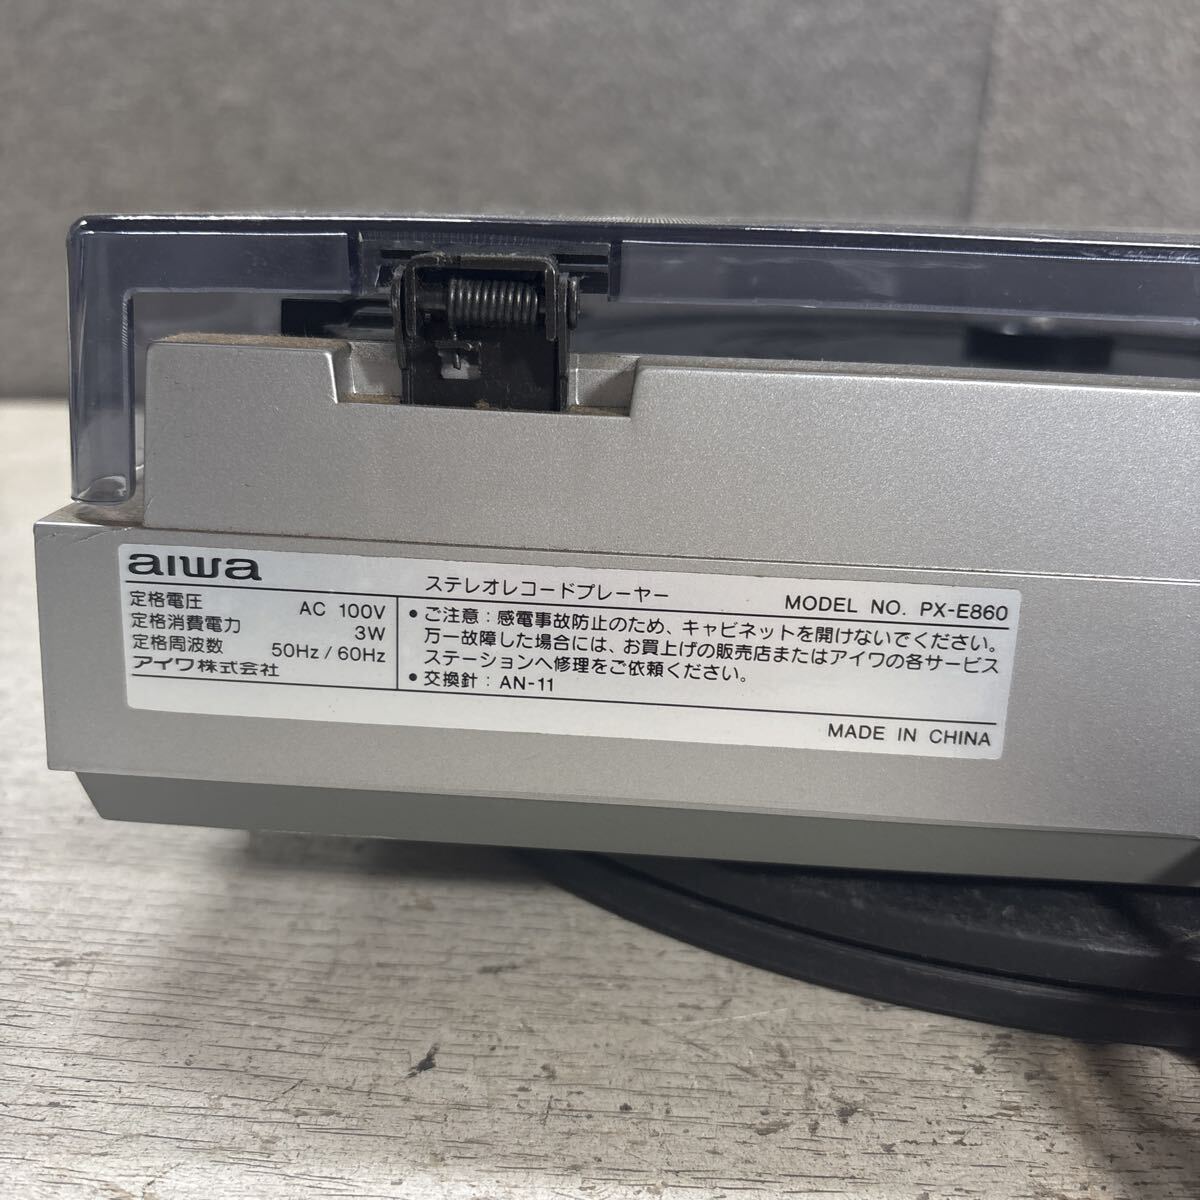 aiwa
ステレオレコードプレーヤー
MODEL NO. PX-E860
定格電圧 AC 100V
定格消費電力 3W
定格周波数 50Hz / 60Hz
アイワ株式会社
• ご注意：感電事故防止のため、キャビネットを開けないでください。
万一故障した場合には、お買上げの販売店またはアイワの各サービス
ステーションへ修理をご依頼ください。
• 交換針：AN-11
MADE IN CHINA